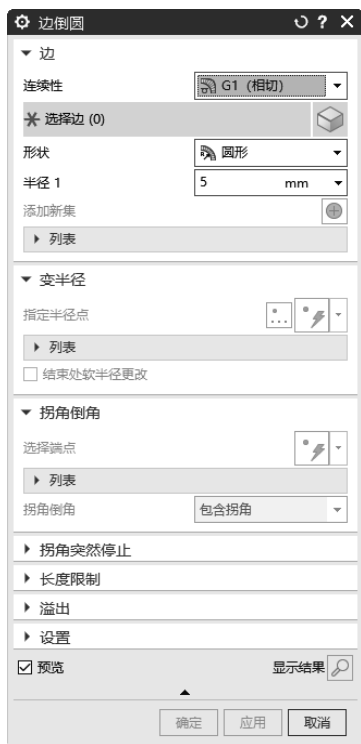 边倒圆 ?
边
连续性 G1 (相切)
选择边 (0)
形状 圆形
半径 1 5 mm
添加新集
列表
变半径
指定半径点
列表
结束处软半径更改
拐角倒角
选择端点
列表
拐角倒角 包含拐角
拐角突然停止
长度限制
溢出
设置
预览 显示结果
确定 应用 取消